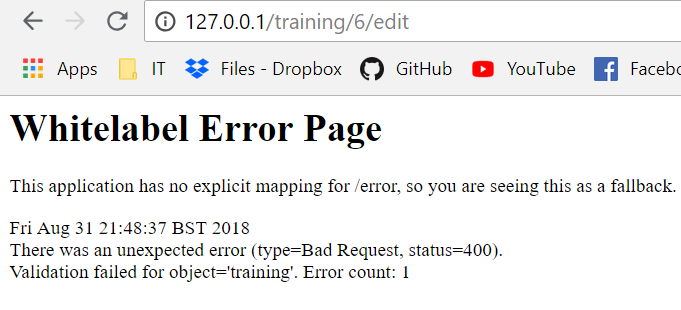 127.0.0.1/training/6/edit
Apps IT Files - Dropbox GitHub YouTube Facebo
Whitelabel Error Page
This application has no explicit mapping for /error, so you are seeing this as a fallback.
Fri Aug 31 21:48:37 BST 2018
There was an unexpected error (type=Bad Request, status=400).
Validation failed for object='training'. Error count: 1